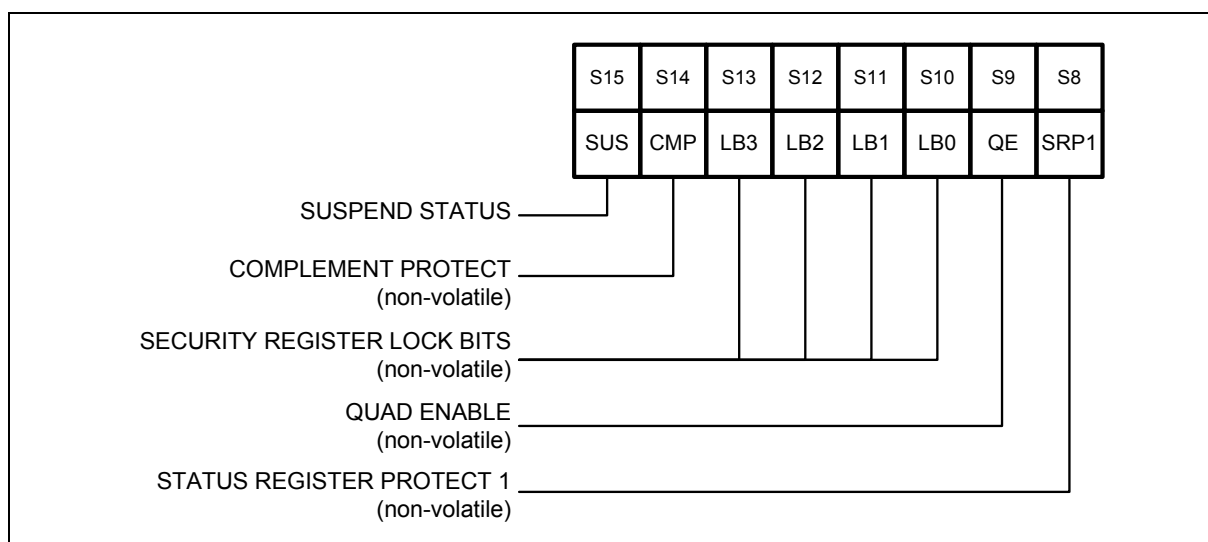 S15 S14 S13 S12 S11 S10 S9 S8
SUS CMP LB3 LB2 LB1 LB0 QE SRP1
SUSPEND STATUS
COMPLEMENT PROTECT
(non-volatile)
SECURITY REGISTER LOCK BITS
(non-volatile)
QUAD ENABLE
(non-volatile)
STATUS REGISTER PROTECT 1
(non-volatile)